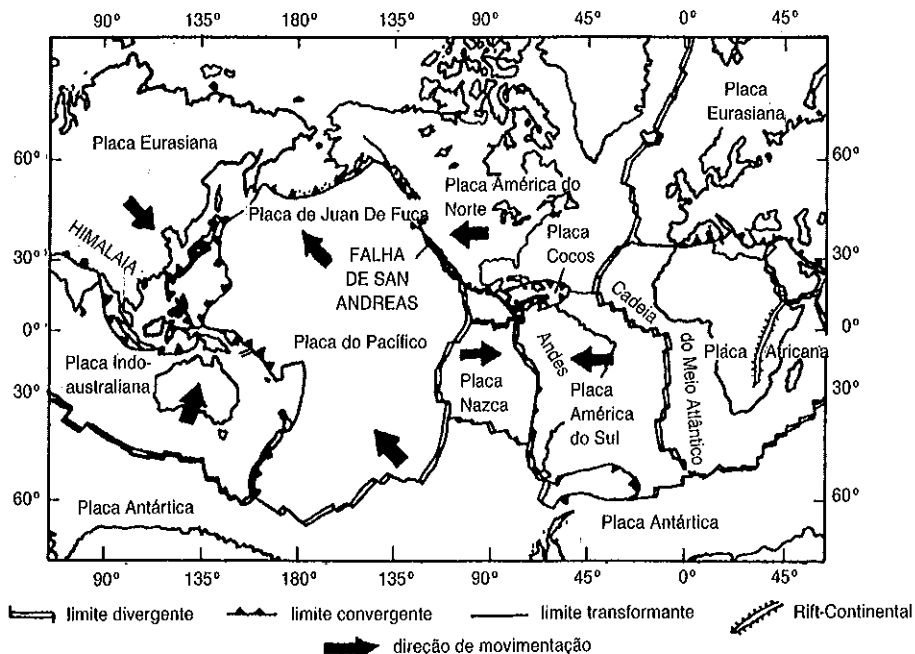 90° 135° 180° 135° 90° 45° 0° 45°
Placa Eurasiana
Placa
Eurasiana
60°
60°
Placa América do
Norte
Placa de Juan De Fuca
HIMALAIA
30°
30°
FALHA
DE SAN
ANDREAS
Placa
Cocos
Cadeia
do Meio Atlântico
0°
0°
Placa do Pacífico
Andes
Placa Africana
Placa Indo-
australiana
Placa
Nazca
Placa
América
do Sul
30°
30°
60°
60°
Placa Antártica
Placa Antártica
90° 135° 180° 135° 90° 45° 0° 45°
limite divergente limite convergente limite transformante Rift-Continental
direção de movimentação